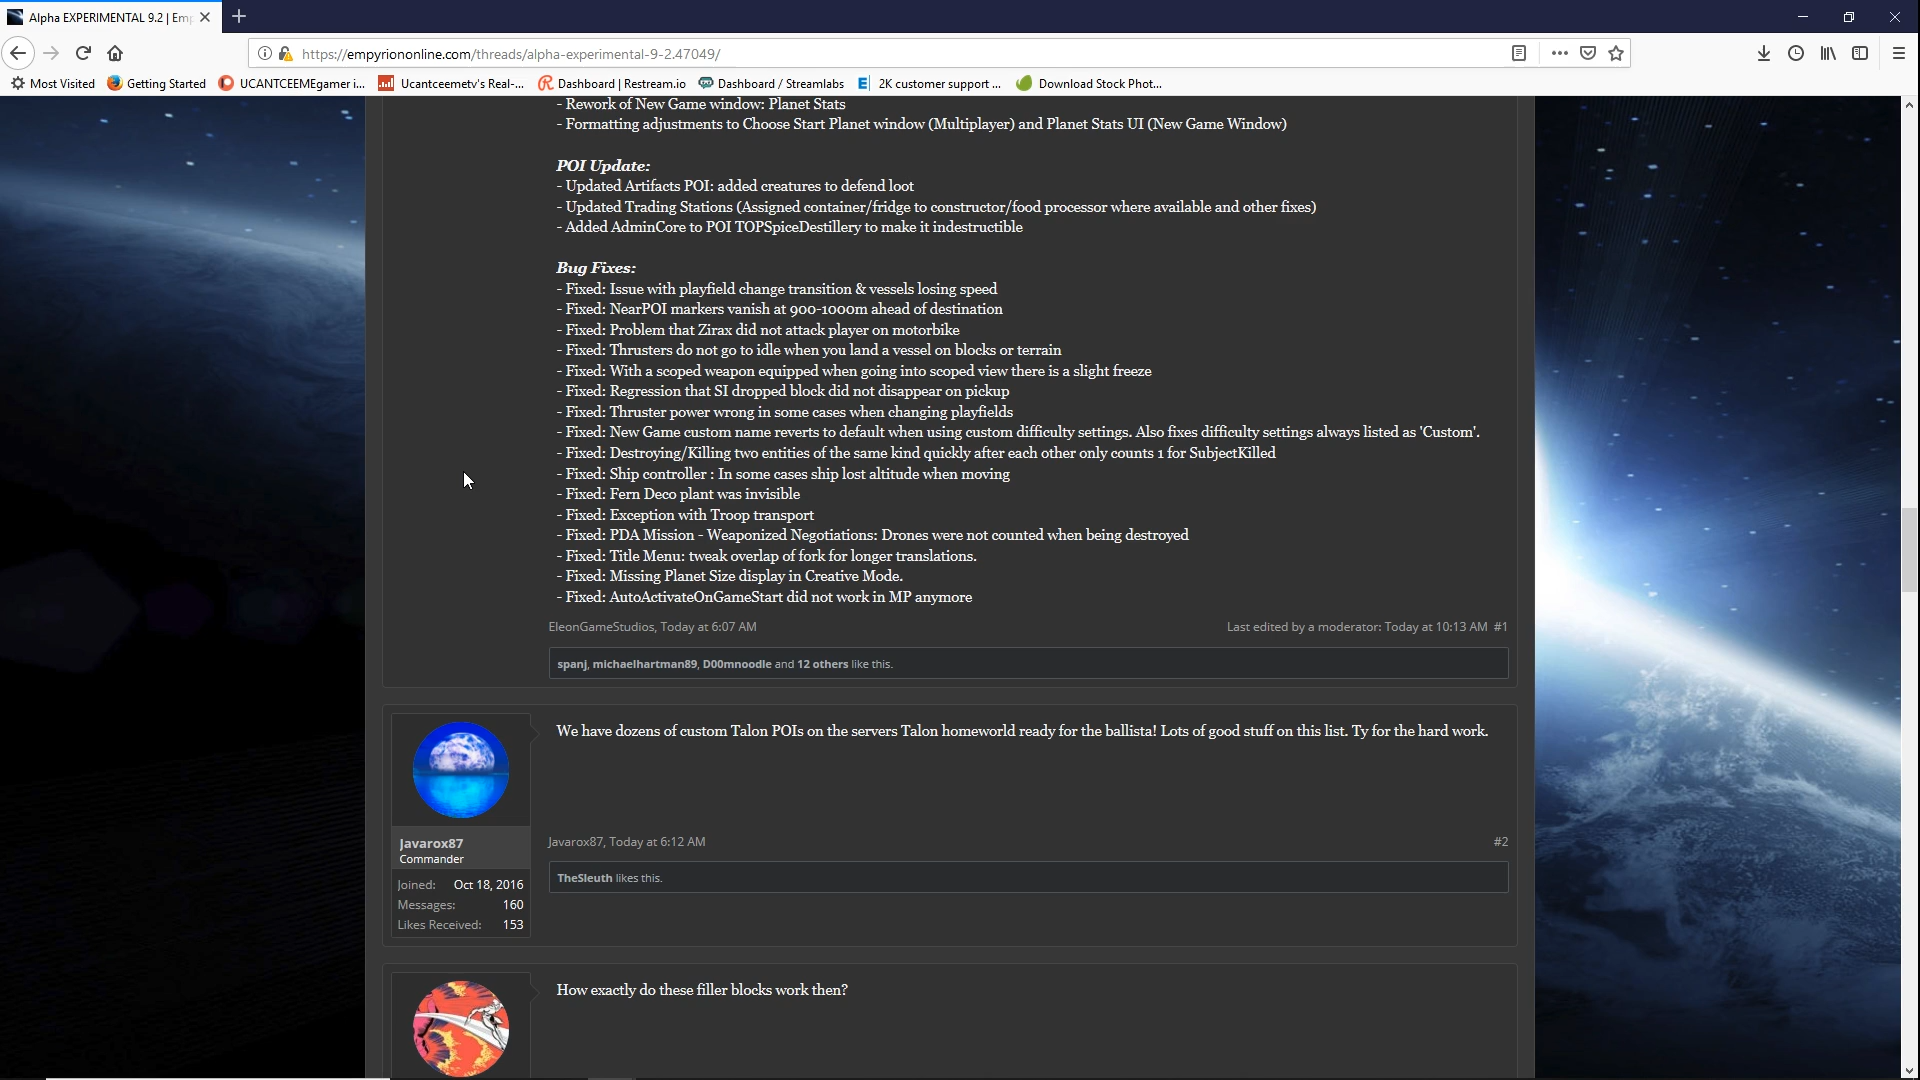 Alpha EXPERIMENTAL 9.2 | Emp
https://empyriononline.com/threads/alpha-experimental-9-2.47049/
Most Visited Getting Started UCANTCEEMEgamer i... Ucantceemetv's Real-... Dashboard | Restream.io Dashboard / Streamlabs 2K customer support ... Download Stock Phot...
- Rework of New Game window: Planet Stats
- Formatting adjustments to Choose Start Planet window (Multiplayer) and Planet Stats UI (New Game Window)
POI Update:
- Updated Artifacts POI: added creatures to defend loot
- Updated Trading Stations (Assigned container/fridge to constructor/food processor where available and other fixes)
- Added AdminCore to POI TOPSpiceDestillery to make it indestructible
Bug Fixes:
- Fixed: Issue with playfield change transition & vessels losing speed
- Fixed: NearPOI markers vanish at 900-1000m ahead of destination
- Fixed: Problem that Zirax did not attack player on motorbike
- Fixed: Thrusters do not go to idle when you land a vessel on blocks or terrain
- Fixed: With a scoped weapon equipped when going into scoped view there is a slight freeze
- Fixed: Regression that SI dropped block did not disappear on pickup
- Fixed: Thruster power wrong in some cases when changing playfields
- Fixed: New Game custom name reverts to default when using custom difficulty settings. Also fixes difficulty settings always listed as 'Custom'.
- Fixed: Destroying/Killing two entities of the same kind quickly after each other only counts 1 for SubjectKilled
- Fixed: Ship controller : In some cases ship lost altitude when moving
- Fixed: Fern Deco plant was invisible
- Fixed: Exception with Troop transport
- Fixed: PDA Mission - Weaponized Negotiations: Drones were not counted when being destroyed
- Fixed: Title Menu: tweak overlap of fork for longer translations.
- Fixed: Missing Planet Size display in Creative Mode.
- Fixed: AutoActivateOnGameStart did not work in MP anymore
EleonGameStudios, Today at 6:07 AM Last edited by a moderator: Today at 10:13 AM #1
spanj, michaelhartman89, D00mnoodle and 12 others like this.
We have dozens of custom Talon POIs on the servers Talon homeworld ready for the ballista! Lots of good stuff on this list. Ty for the hard work.
Javarox87
Commander
Joined: Oct 18, 2016
Messages: 160
Likes Received: 153
Javarox87, Today at 6:12 AM #2
TheSleuth likes this.
How exactly do these filler blocks work then?